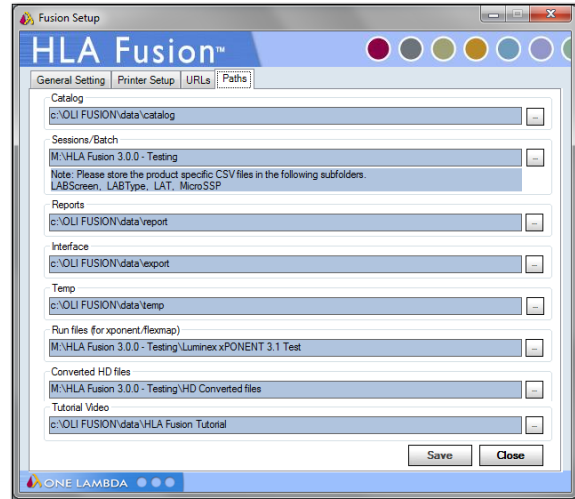 Fusion Setup
HLA Fusion™
General Setting Printer Setup URLs Paths
Catalog
c:\OLI FUSION\data\catalog
...
Sessions/Batch
M:\HLA Fusion 3.0.0 - Testing
...
Note: Please store the product specific CSV files in the following subfolders.
LABScreen, LABType, LAT, MicroSSP
Reports
c:\OLI FUSION\data\report
...
Interface
c:\OLI FUSION\data\export
...
Temp
c:\OLI FUSION\data\temp
...
Run files (for xponent/flexmap)
M:\HLA Fusion 3.0.0 - Testing\Luminex xPONENT 3.1 Test
...
Converted HD files
M:\HLA Fusion 3.0.0 - Testing\HD Converted files
...
Tutorial Video
c:\OLI FUSION\data\HLA Fusion Tutorial
...
Save Close
ONE LAMBDA